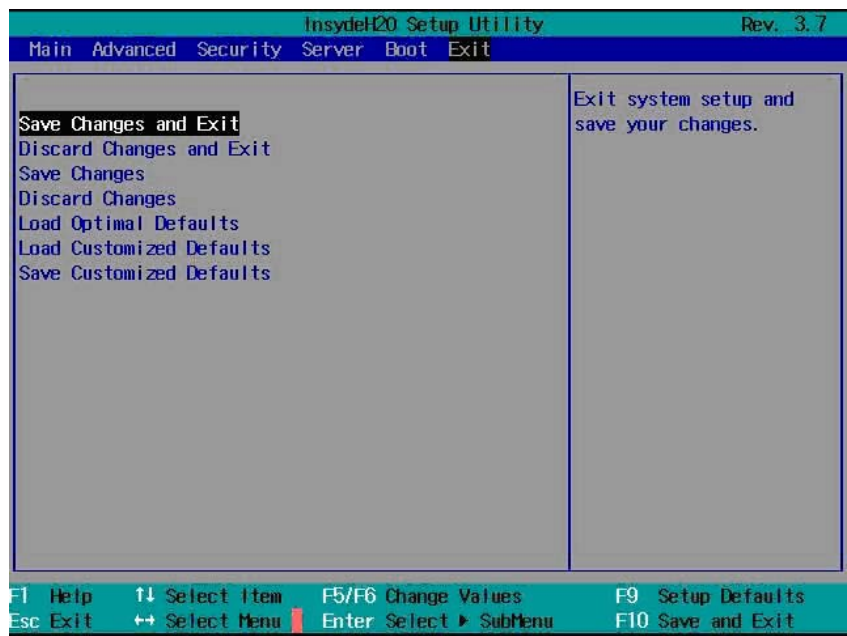 InsydeH20 Setup Utility Rev. 3.7
Main Advanced Security Server Boot Exit
Exit system setup and
Save Changes and Exit save your changes.
Discard Changes and Exit
Save Changes
Discard Changes
Load Optimal Defaults
Load Customized Defaults
Save Customized Defaults
F1 Help ↑↓ Select Item F5/F6 Change Values F9 Setup Defaults
Esc Exit ↔ Select Menu Enter Select ▶ SubMenu F10 Save and Exit